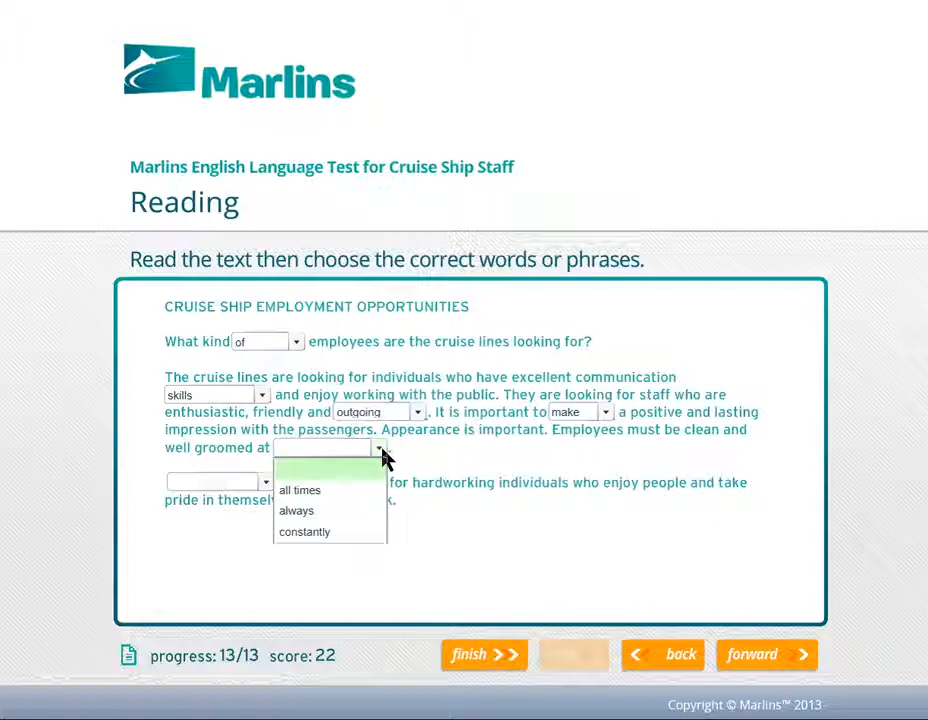 Marlins
Marlins English Language Test for Cruise Ship Staff
Reading
Read the text then choose the correct words or phrases.
CRUISE SHIP EMPLOYMENT OPPORTUNITIES
What kind of employees are the cruise lines looking for?
The cruise lines are looking for individuals who have excellent communication
skills and enjoy working with the public. They are looking for staff who are
enthusiastic, friendly and outgoing . It is important to make a positive and lasting
impression with the passengers. Appearance is important. Employees must be clean and
well groomed at .
all times
always
constantly
for hardworking individuals who enjoy people and take
pride in
progress: 13/13 score: 22
finish
back
forward
Copyright © Marlins™ 2013